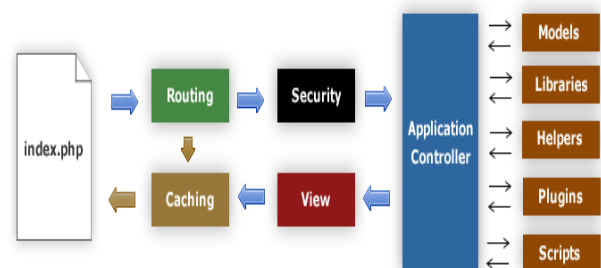 index.php
Routing
Security
Caching
View
Application
Controller
Models
Libraries
Helpers
Plugins
Scripts